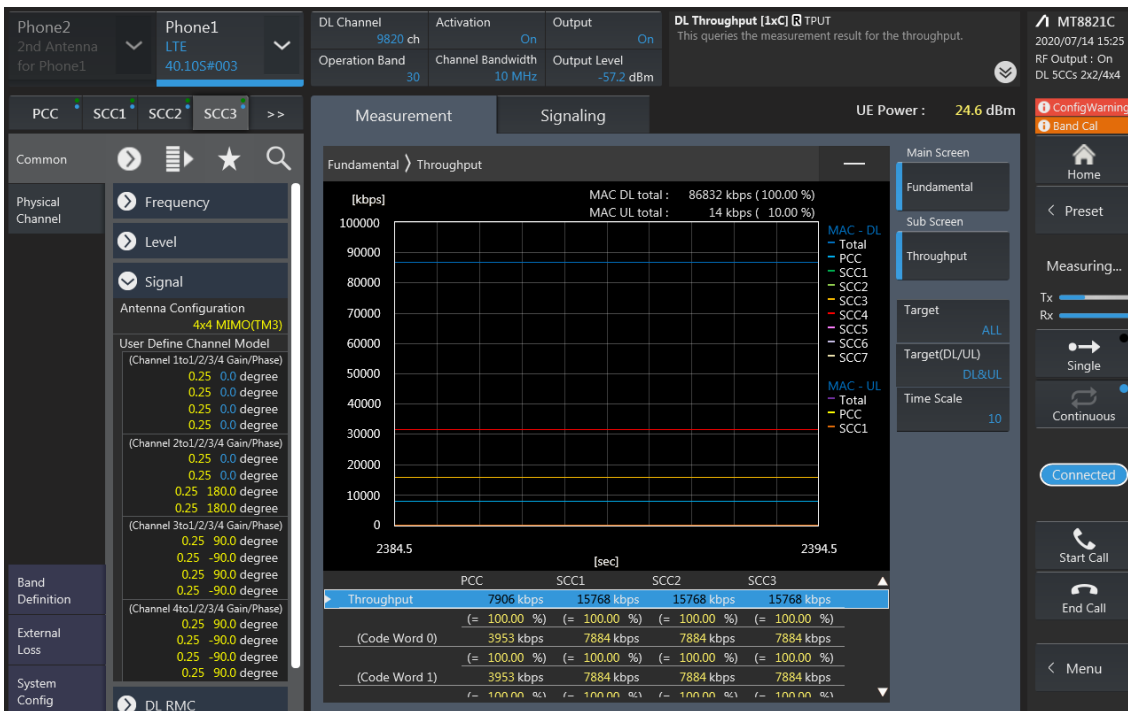 Phone2
2nd Antenna
for Phone1
Phone1
LTE
40.10S#003
DL Channel
9820 ch
Activation
On
Output
On
Operation Band
30
Channel Bandwidth
10 MHz
Output Level
-57.2 dBm
DL Throughput [1xC] R TPUT
This queries the measurement result for the throughput.
MT8821C
2020/07/14 15:25
RF Output : On
DL 5CCs 2x2/4x4
PCC SCC1 SCC2 SCC3 >>
Measurement
Signaling
UE Power : 24.6 dBm
ConfigWarning
Band Cal
Common
Physical
Channel
Frequency
Level
Signal
Antenna Configuration
4x4 MIMO(TM3)
User Define Channel Model
(Channel 1to1/2/3/4 Gain/Phase)
0.25 0.0 degree
0.25 0.0 degree
0.25 0.0 degree
0.25 0.0 degree
(Channel 2to1/2/3/4 Gain/Phase)
0.25 0.0 degree
0.25 0.0 degree
0.25 180.0 degree
0.25 180.0 degree
(Channel 3to1/2/3/4 Gain/Phase)
0.25 90.0 degree
0.25 -90.0 degree
0.25 90.0 degree
0.25 -90.0 degree
(Channel 4to1/2/3/4 Gain/Phase)
0.25 90.0 degree
0.25 -90.0 degree
0.25 -90.0 degree
0.25 90.0 degree
DL RMC
Band
Definition
External
Loss
System
Config
Fundamental ⟩ Throughput
[kbps]
MAC DL total : 86832 kbps (100.00 %)
MAC UL total : 14 kbps ( 10.00 %)
100000
90000
80000
70000
60000
50000
40000
30000
20000
10000
0
2384.5
[sec]
2394.5
MAC - DL
Total
PCC
SCC1
SCC2
SCC3
SCC4
SCC5
SCC6
SCC7
MAC - UL
Total
PCC
SCC1
PCC SCC1 SCC2 SCC3
Throughput 7906 kbps 15768 kbps 15768 kbps 15768 kbps
(= 100.00 %) (= 100.00 %) (= 100.00 %) (= 100.00 %)
(Code Word 0) 3953 kbps 7884 kbps 7884 kbps 7884 kbps
(= 100.00 %) (= 100.00 %) (= 100.00 %) (= 100.00 %)
(Code Word 1) 3953 kbps 7884 kbps 7884 kbps 7884 kbps
(= 100.00 %) (= 100.00 %) (= 100.00 %) (= 100.00 %)
Main Screen
Fundamental
Sub Screen
Throughput
Target
ALL
Target(DL/UL)
DL&UL
Time Scale
10
Home
< Preset
Measuring...
Tx
Rx
Single
Continuous
Connected
Start Call
End Call
< Menu